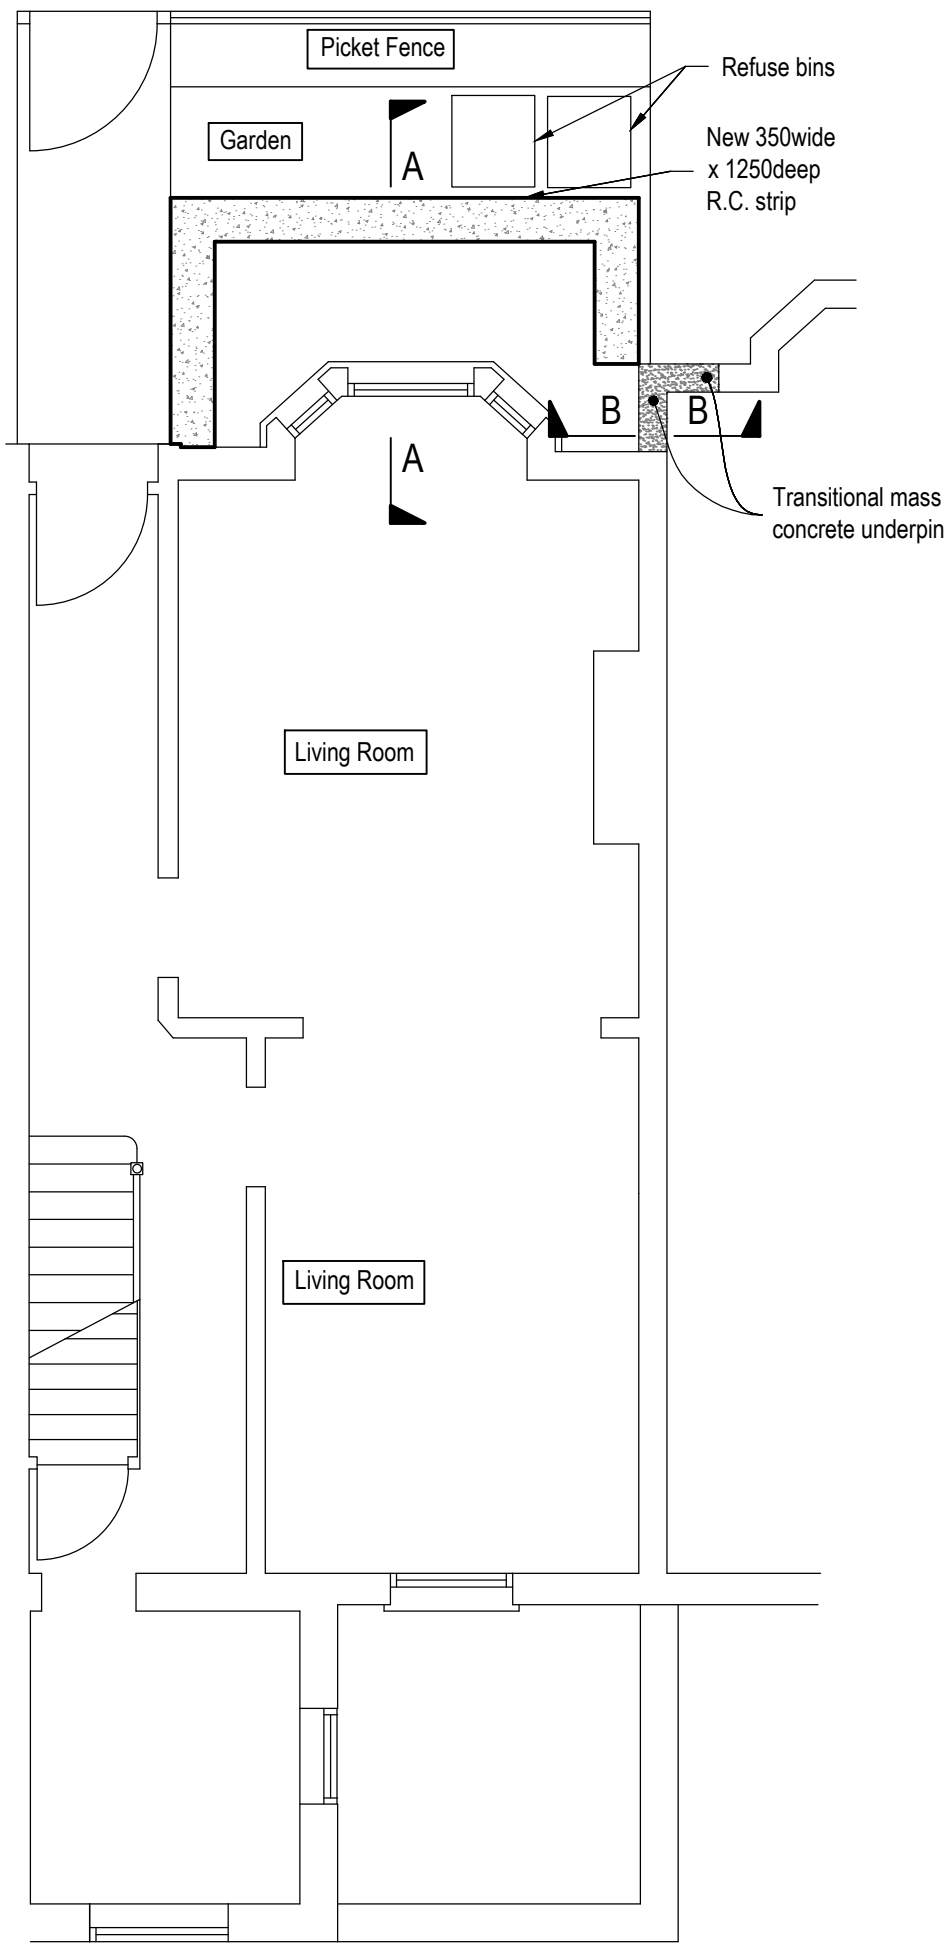 Picket Fence
Refuse bins
Garden
A
New 350wide
x 1250deep
R.C. strip
B
B
A
Transitional mass
concrete underpin
Living Room
Living Room